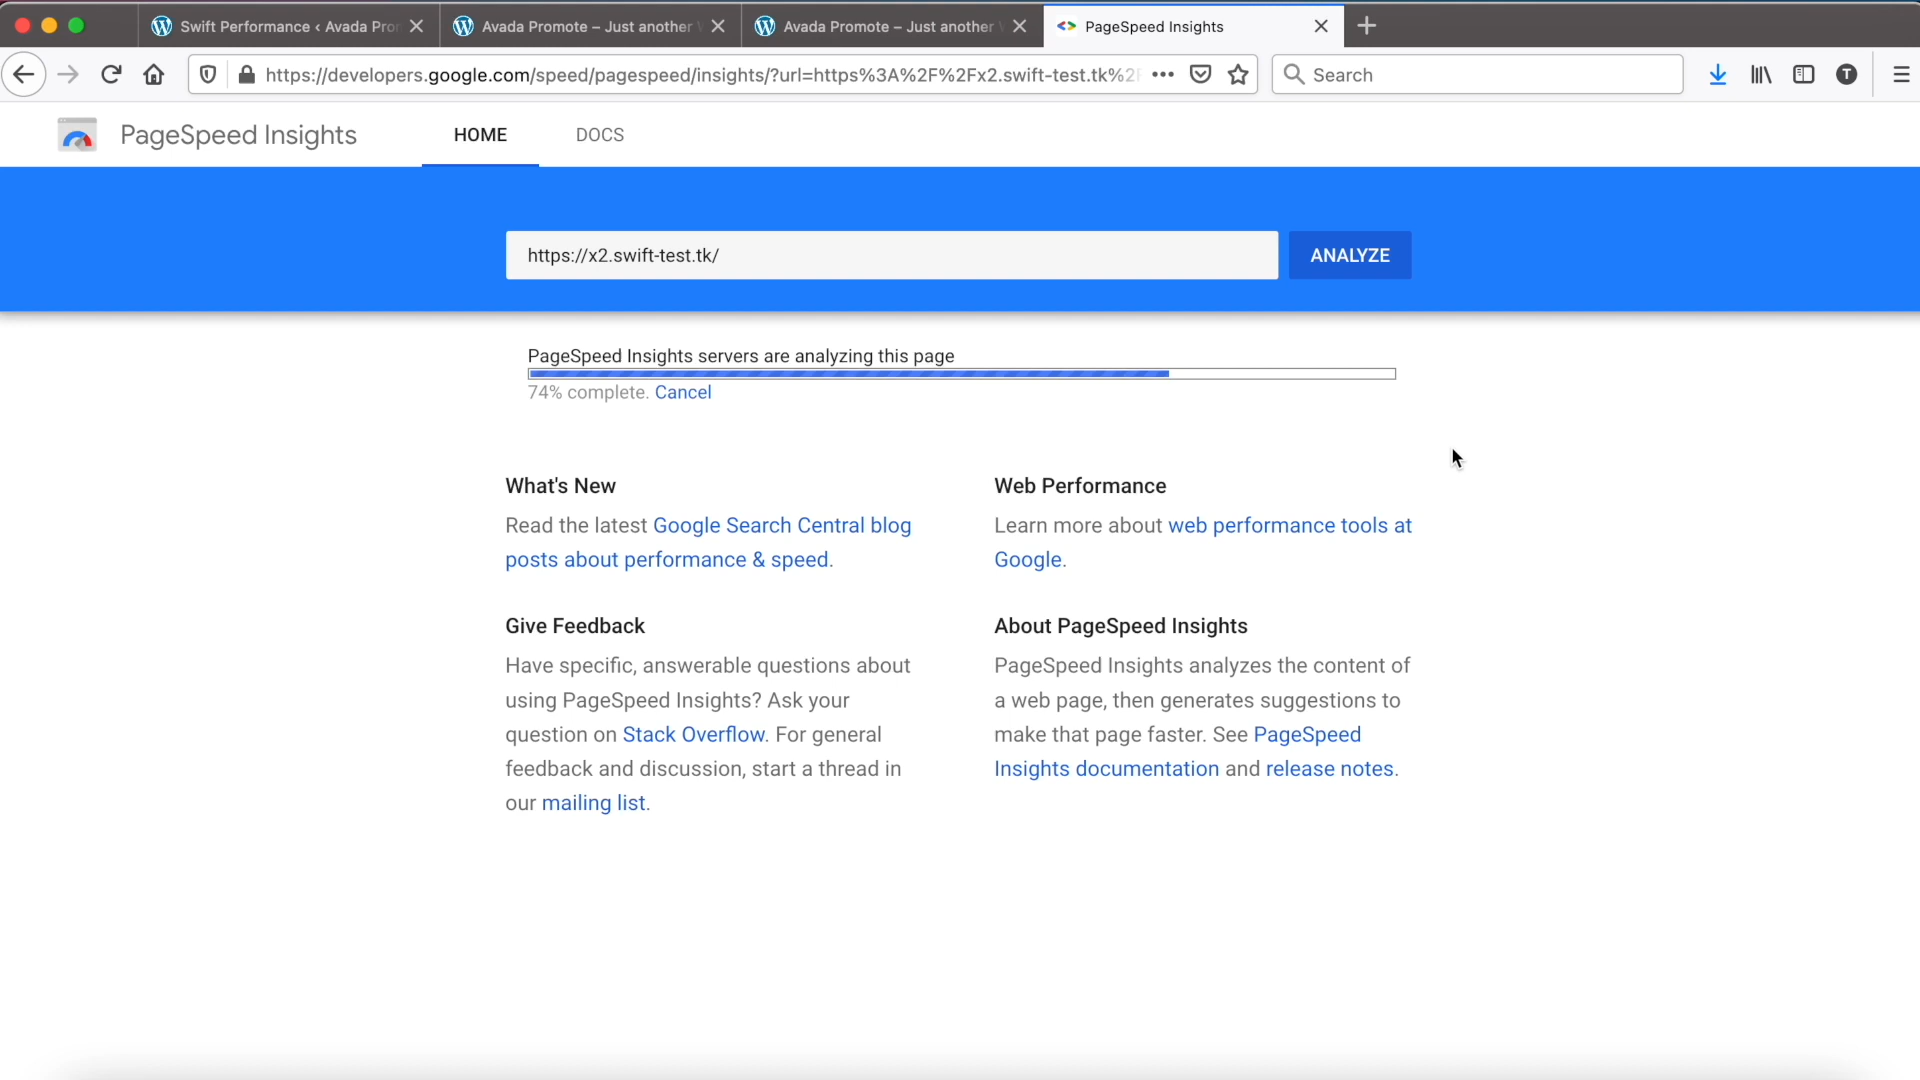 Swift Performance ‹ Avada Pro
Avada Promote – Just another
Avada Promote – Just another
PageSpeed Insights
https://developers.google.com/speed/pagespeed/insights/?url=https%3A%2F%2Fx2.swift-test.tk%2F
Search
T
PageSpeed Insights
HOME
DOCS
https://x2.swift-test.tk/
ANALYZE
PageSpeed Insights servers are analyzing this page
74% complete. Cancel
What's New
Read the latest Google Search Central blog
posts about performance & speed.
Web Performance
Learn more about web performance tools at
Google.
Give Feedback
Have specific, answerable questions about
using PageSpeed Insights? Ask your
question on Stack Overflow. For general
feedback and discussion, start a thread in
our mailing list.
About PageSpeed Insights
PageSpeed Insights analyzes the content of
a web page, then generates suggestions to
make that page faster. See PageSpeed
Insights documentation and release notes.